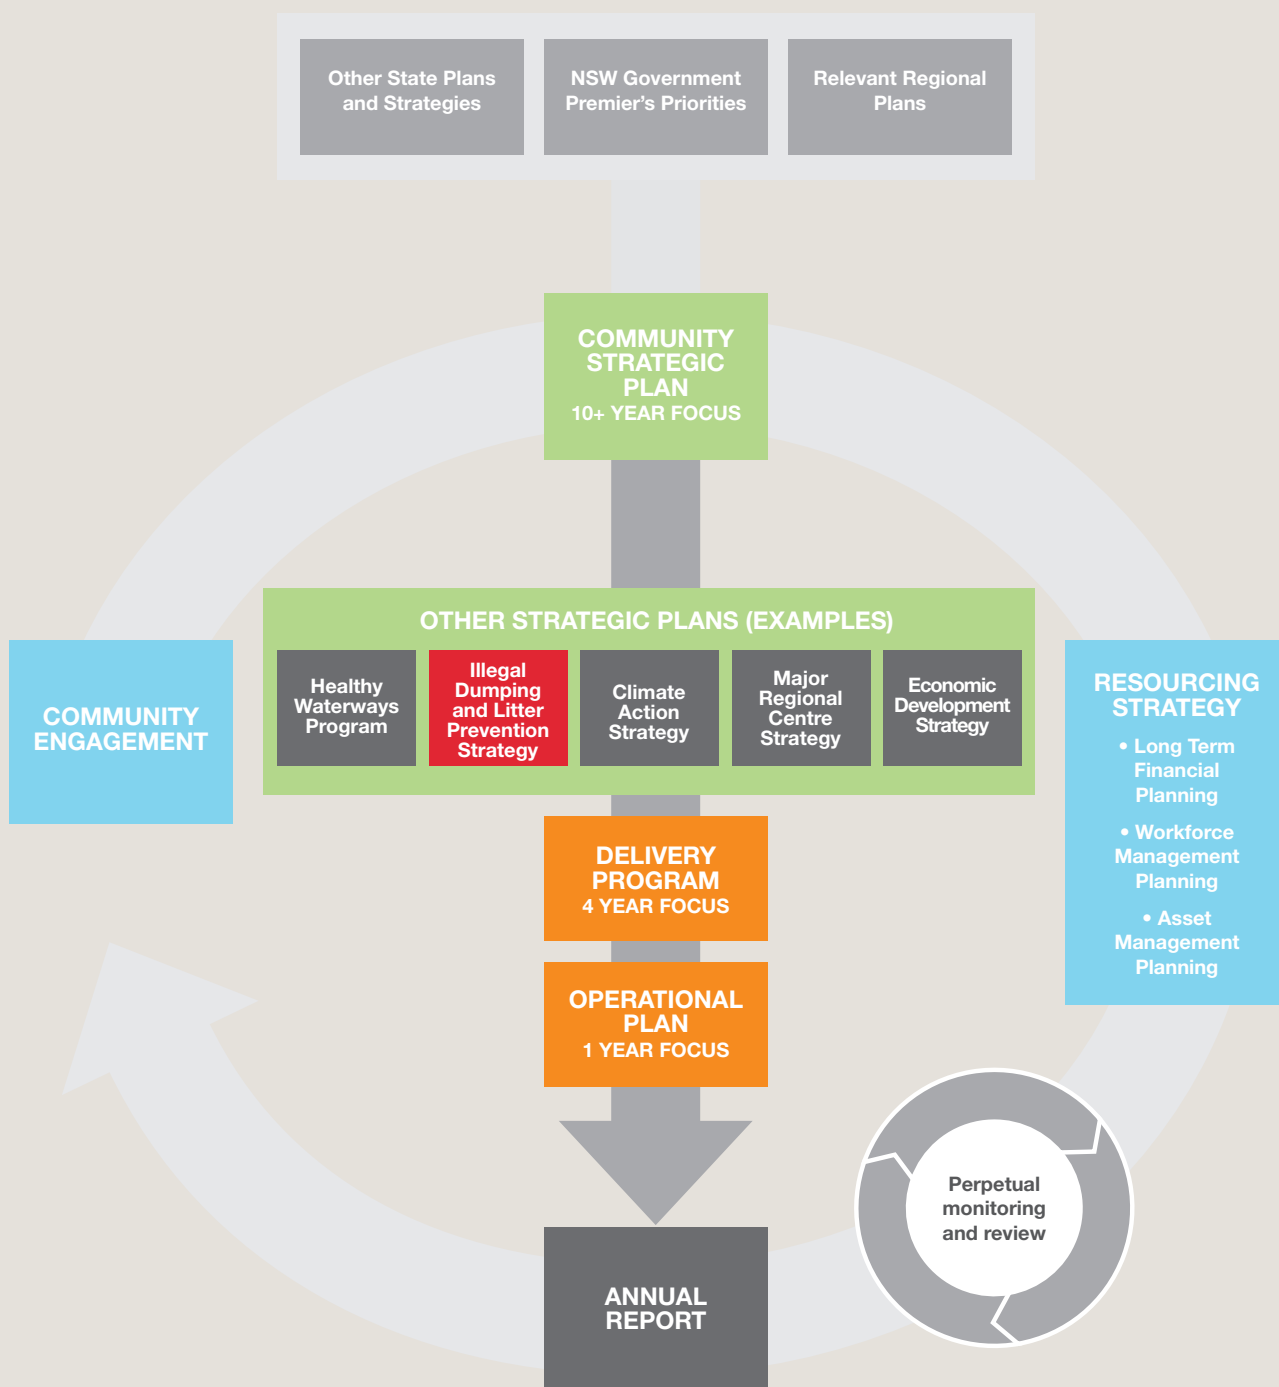 Other State Plans
and Strategies
NSW Government
Premier’s Priorities
Relevant Regional
Plans
COMMUNITY
STRATEGIC
PLAN
10+ YEAR FOCUS
OTHER STRATEGIC PLANS (EXAMPLES)
Healthy
Waterways
Program
Illegal
Dumping
and Litter
Prevention
Strategy
Climate
Action
Strategy
Major
Regional
Centre
Strategy
Economic
Development
Strategy
COMMUNITY
ENGAGEMENT
RESOURCING
STRATEGY
• Long Term
Financial
Planning
• Workforce
Management
Planning
• Asset
Management
Planning
DELIVERY
PROGRAM
4 YEAR FOCUS
OPERATIONAL
PLAN
1 YEAR FOCUS
Perpetual
monitoring
and review
ANNUAL
REPORT